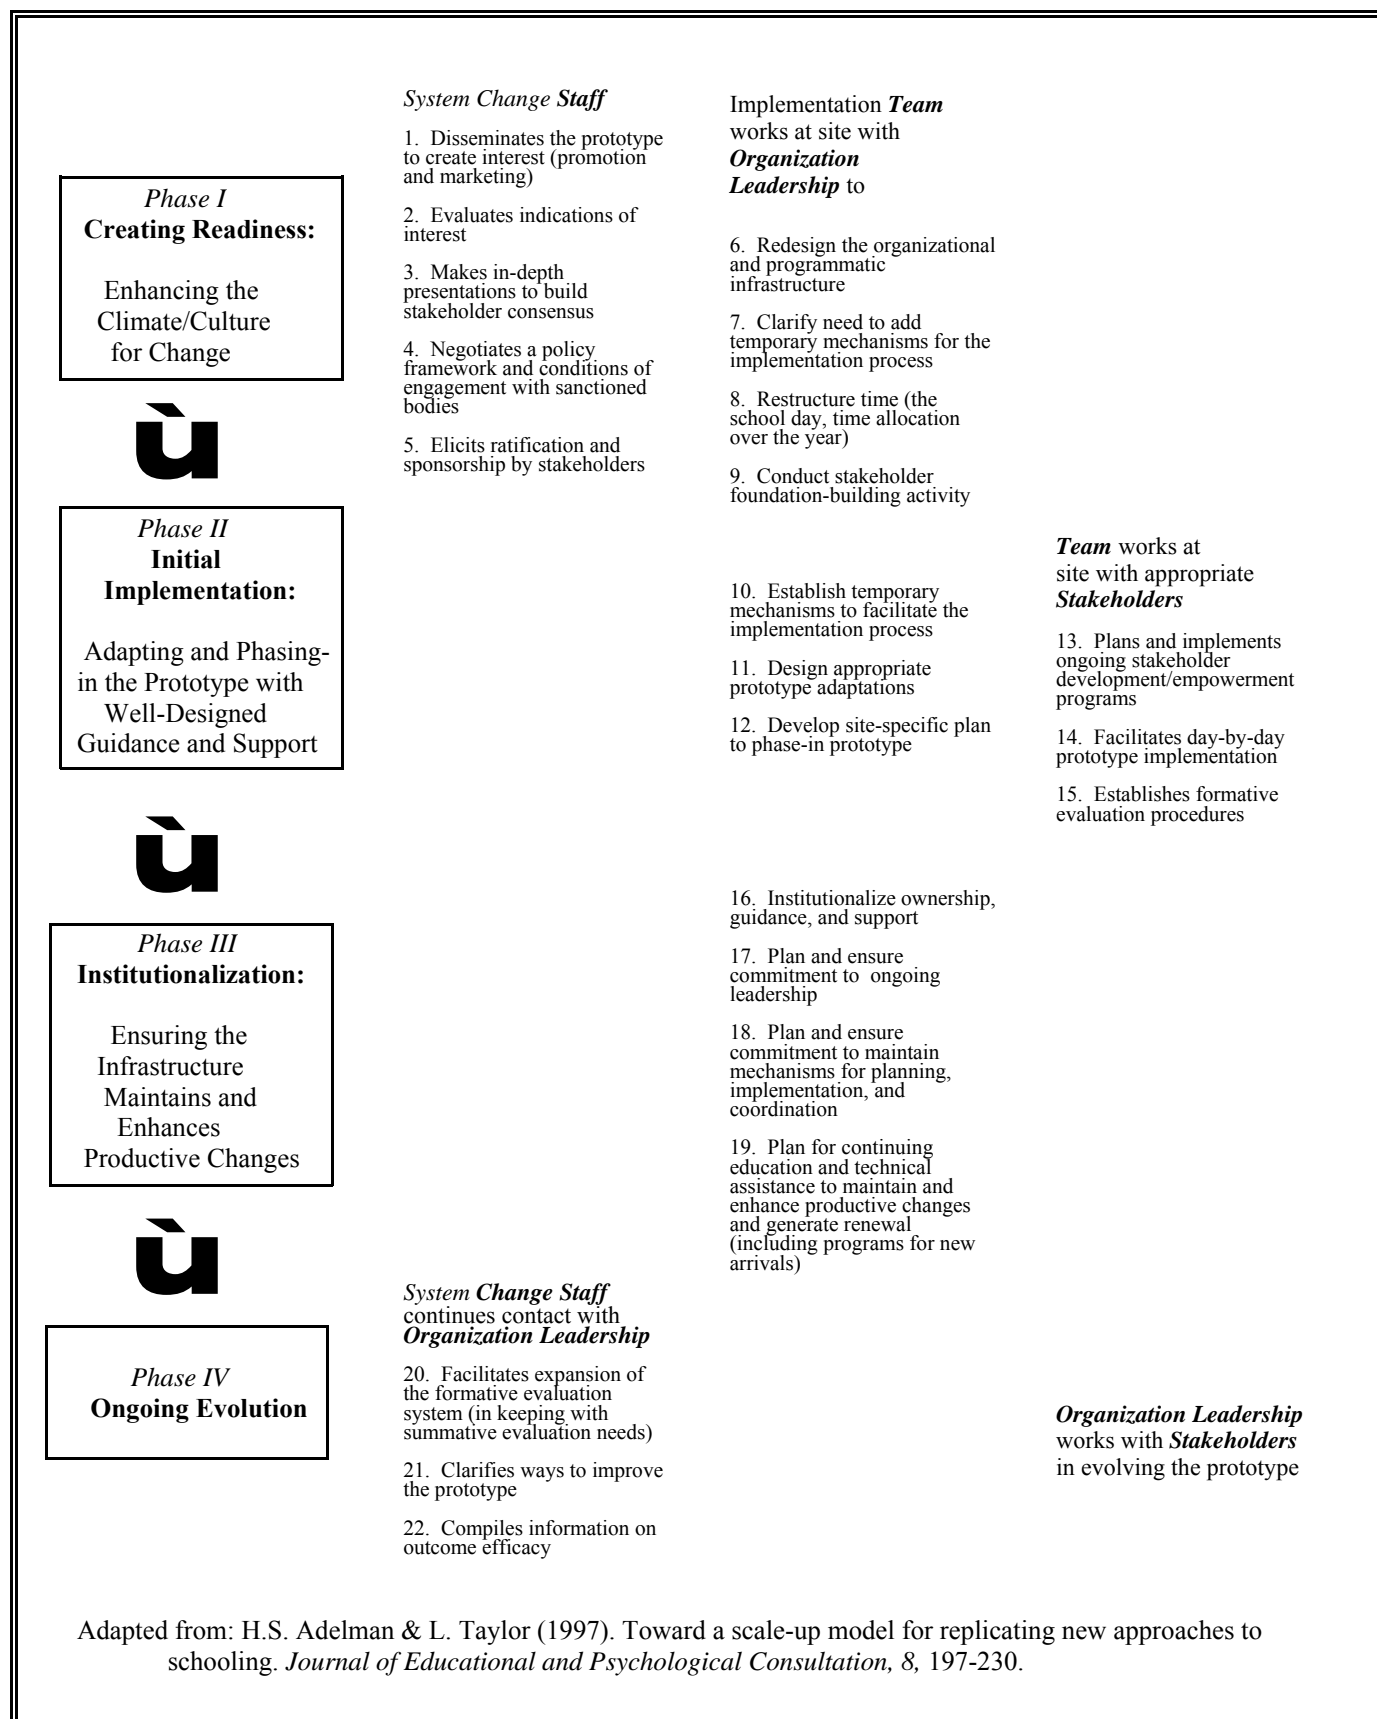 System Change Staff
1.  Disseminates the prototype
to create interest (promotion
and marketing)
2.  Evaluates indications of
interest
3.  Makes in-depth
presentations to build
stakeholder consensus
4.  Negotiates a policy
framework and conditions of
engagement with sanctioned
bodies
5.  Elicits ratification and
sponsorship by stakeholders
Implementation Team
works at site with
Organization
Leadership to
6.  Redesign the organizational
and programmatic
infrastructure
7.  Clarify need to add
temporary mechanisms for the
implementation process
8.  Restructure time (the
school day, time allocation
over the year)
9.  Conduct stakeholder
foundation-building activity
Phase I
Creating Readiness:
Enhancing the
Climate/Culture
for Change
ù
Phase II
Initial
Implementation:
Adapting and Phasing-
in the Prototype with
Well-Designed
Guidance and Support
10.  Establish temporary
mechanisms to facilitate the
implementation process
11.  Design appropriate
prototype adaptations
12.  Develop site-specific plan
to phase-in prototype
Team works at
site with appropriate
Stakeholders
13.  Plans and implements
ongoing stakeholder
development/empowerment
programs
14.  Facilitates day-by-day
prototype implementation
15.  Establishes formative
evaluation procedures
ù
Phase III
Institutionalization:
Ensuring the
Infrastructure
Maintains and
Enhances
Productive Changes
16.  Institutionalize ownership,
guidance, and support
17.  Plan and ensure
commitment to  ongoing
leadership
18.  Plan and ensure
commitment to maintain
mechanisms for planning,
implementation, and
coordination
19.  Plan for continuing
education and technical
assistance to maintain and
enhance productive changes
and generate renewal
(including programs for new
arrivals)
ù
Phase IV
Ongoing Evolution
System Change Staff
continues contact with
Organization Leadership
20.  Facilitates expansion of
the formative evaluation
system (in keeping with
summative evaluation needs)
21.  Clarifies ways to improve
the prototype
22.  Compiles information on
outcome efficacy
Organization Leadership
works with Stakeholders
in evolving the prototype
Adapted from: H.S. Adelman & L. Taylor (1997). Toward a scale-up model for replicating new approaches to
schooling. Journal of Educational and Psychological Consultation, 8, 197-230.